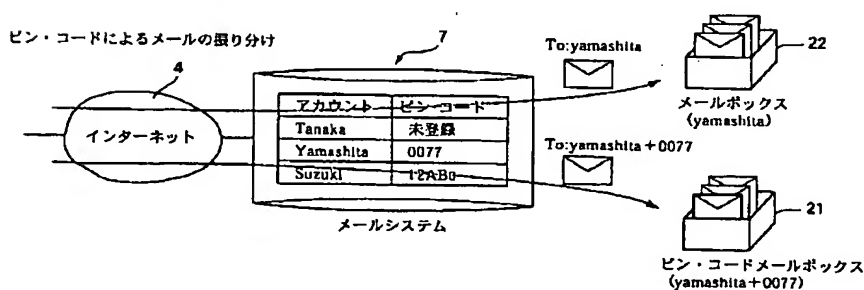 ピン・コードによるメールの振り分け
4
7
To:yamashita
22
メールボックス
(yamashita)
アカウント ピン・コード
Tanaka 未登録
Yamashita 0077
Suzuki
インターネット
To:yamashita+0077
メールシステム
21
ピン・コードメールボックス
(yamashita+0077)